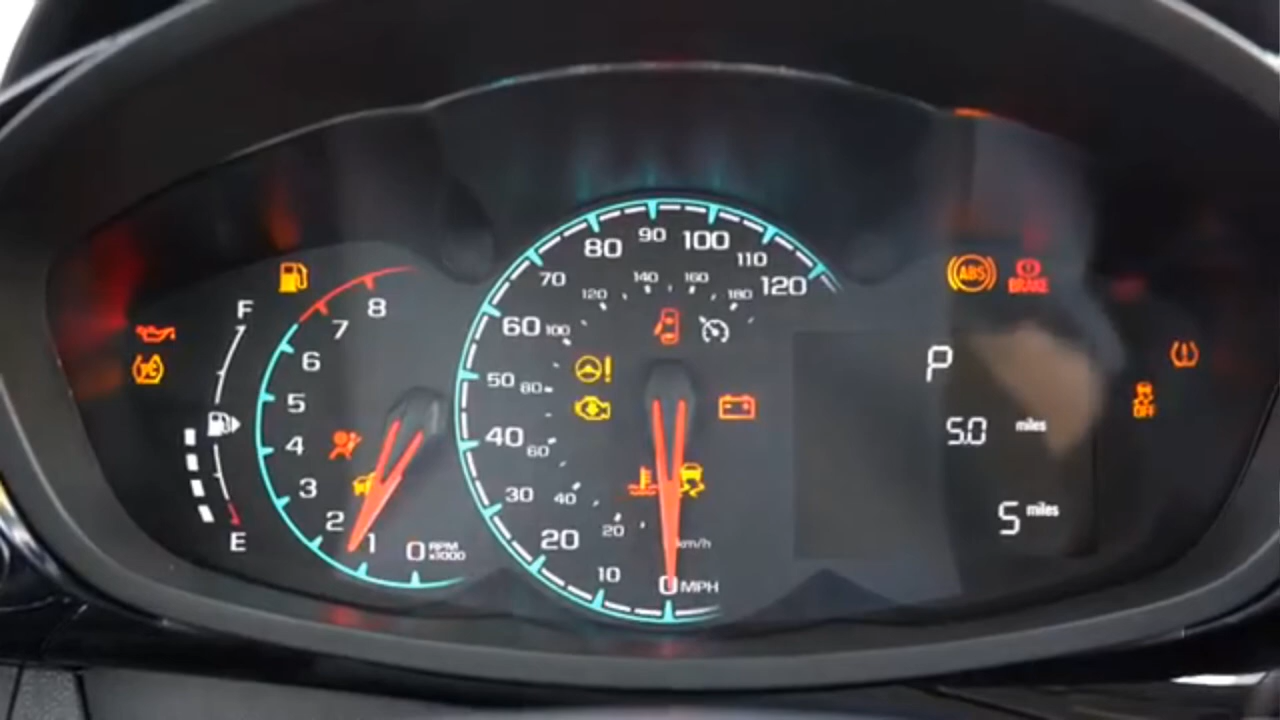 F
E
8
7
6
5
4
3
2
1
0 RPM x1000
80 90 100
70 110
120
60
50
40
30
20
10
0 MPH
140 160
120 180
100
80
60
40
20
km/h
ABS
BRAKE
P
5.0 miles
5 miles
OFF